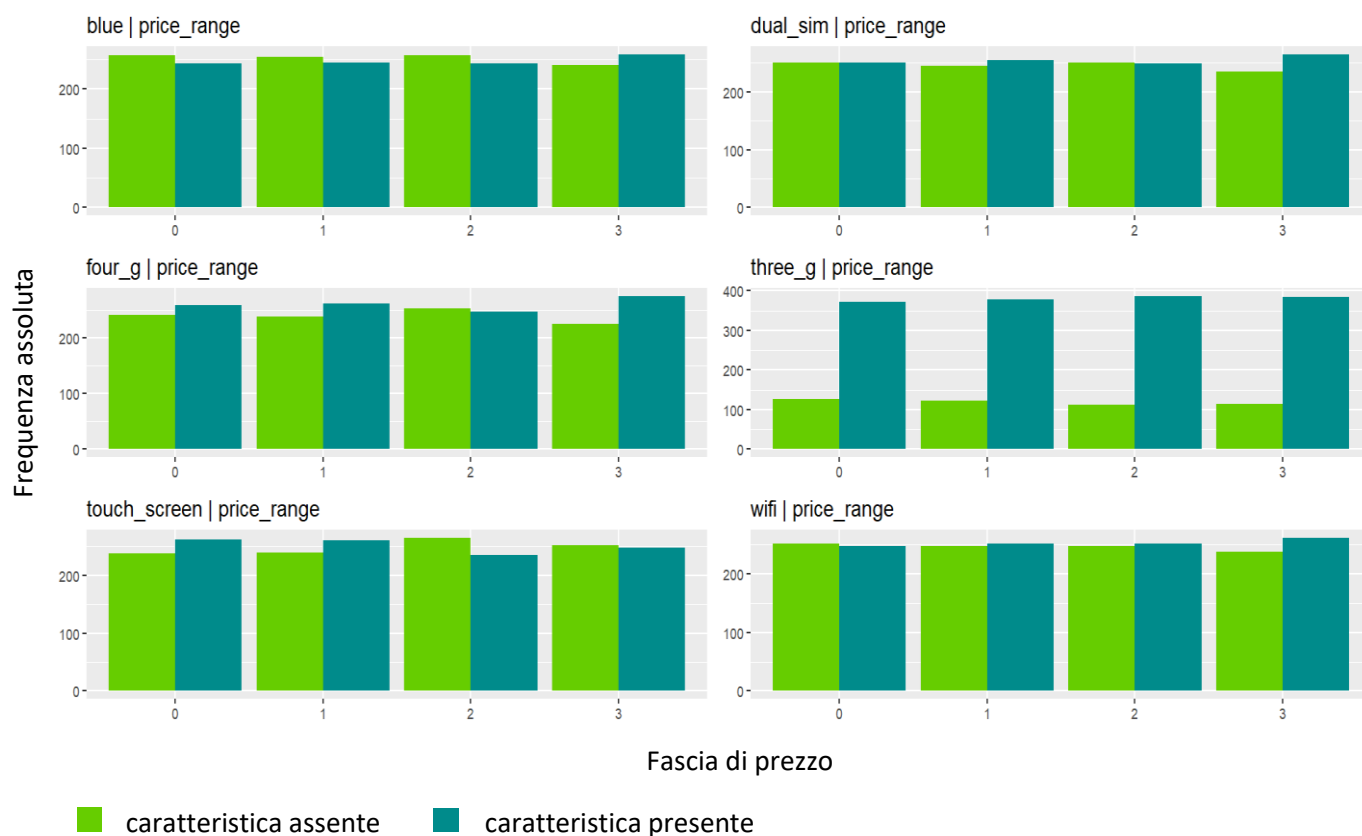 blue | price_range
200
100
0
0 1 2 3
dual_sim | price_range
200
100
0
0 1 2 3
Frequenza assoluta
four_g | price_range
200
100
0
0 1 2 3
three_g | price_range
400
300
200
100
0
0 1 2 3
touch_screen | price_range
200
100
0
0 1 2 3
wifi | price_range
200
100
0
0 1 2 3
Fascia di prezzo
caratteristica assente
caratteristica presente